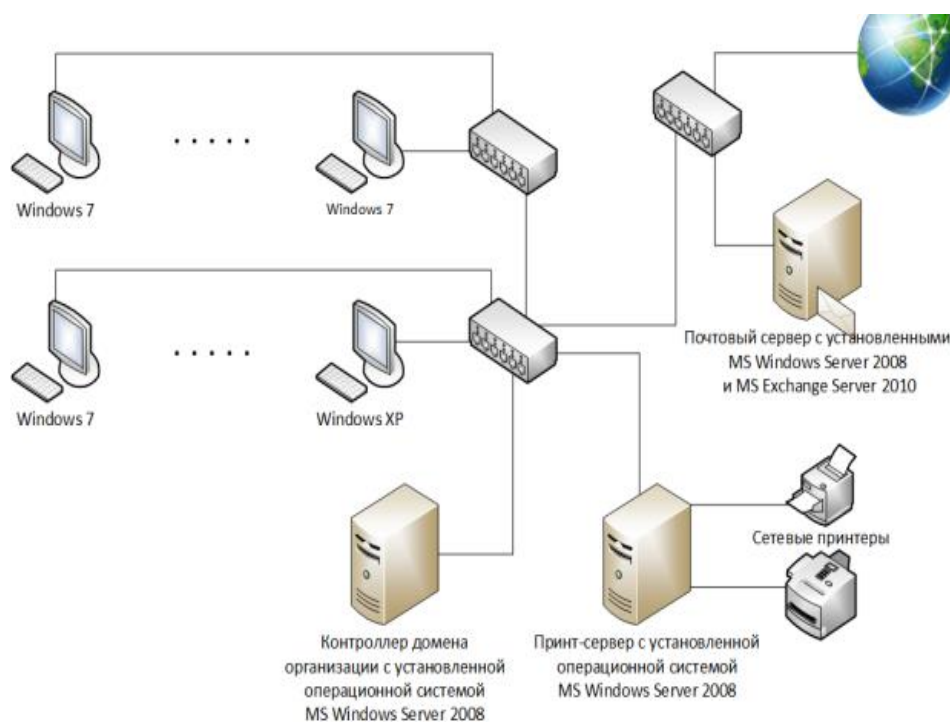 Windows 7
Windows 7
Почтовый сервер с установленными
MS Windows Server 2008
и MS Exchange Server 2010
Windows 7
Windows XP
Сетевые принтеры
Контроллер домена
организации с установленной
операционной системой
MS Windows Server 2008
Принт-сервер с установленной
операционной системой
MS Windows Server 2008